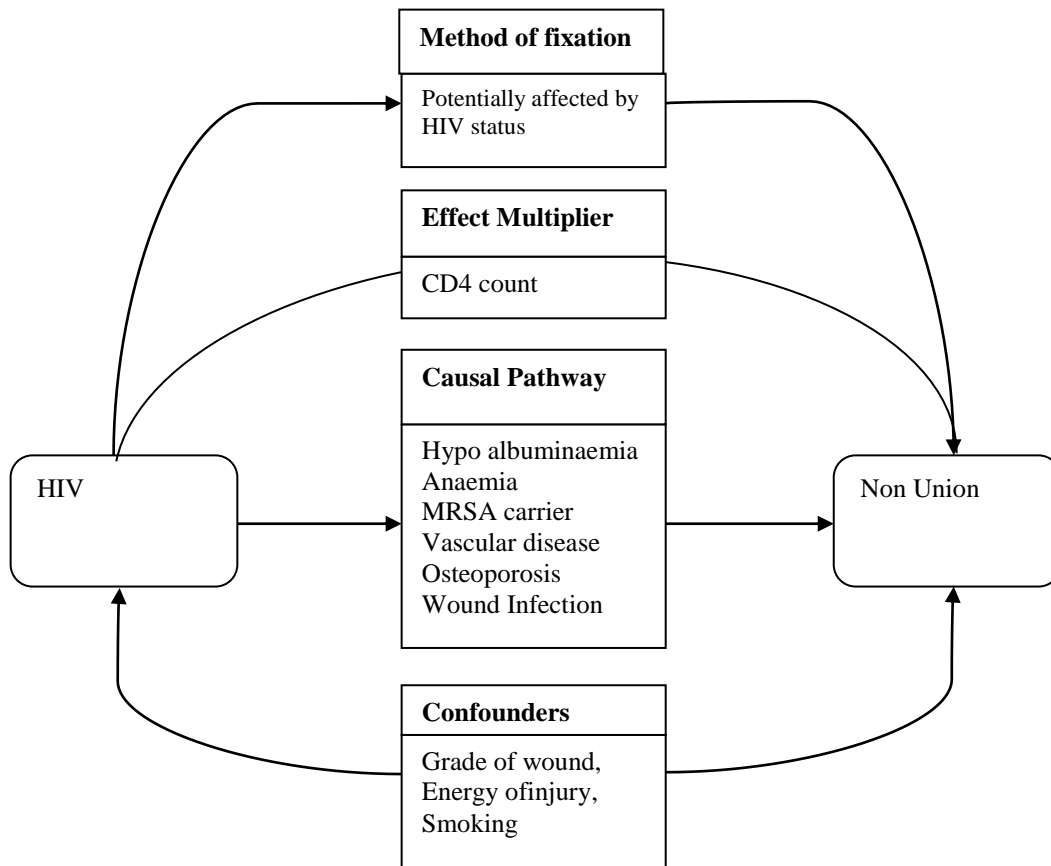 Method of fixation
Potentially affected by
HIV status
Effect Multiplier
CD4 count
Causal Pathway
Hypo albuminaemia
Anaemia
MRSA carrier
Vascular disease
Osteoporosis
Wound Infection
HIV
Non Union
Confounders
Grade of wound,
Energy ofinjury,
Smoking